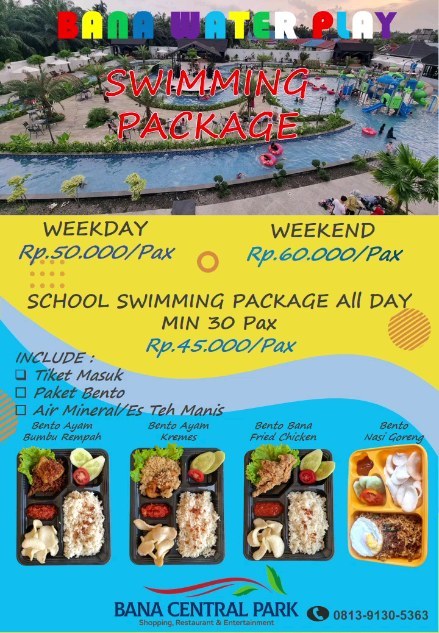 BANA WATER PLAY
SWIMMING
PACKAGE
WEEKDAY
Rp.50.000/Pax
WEEKEND
Rp.60.000/Pax
SCHOOL SWIMMING PACKAGE All DAY
MIN 30 Pax
Rp.45.000/Pax
INCLUDE :
Tiket Masuk
Paket Bento
Air Mineral/Es Teh Manis
Bento Ayam
Bumbu Rempah
Bento Ayam
Kremes
Bento Bana
Fried Chicken
Bento
Nasi Goreng
BANA CENTRAL PARK
Shopping, Restaurant & Entertainment
0813-9130-5363